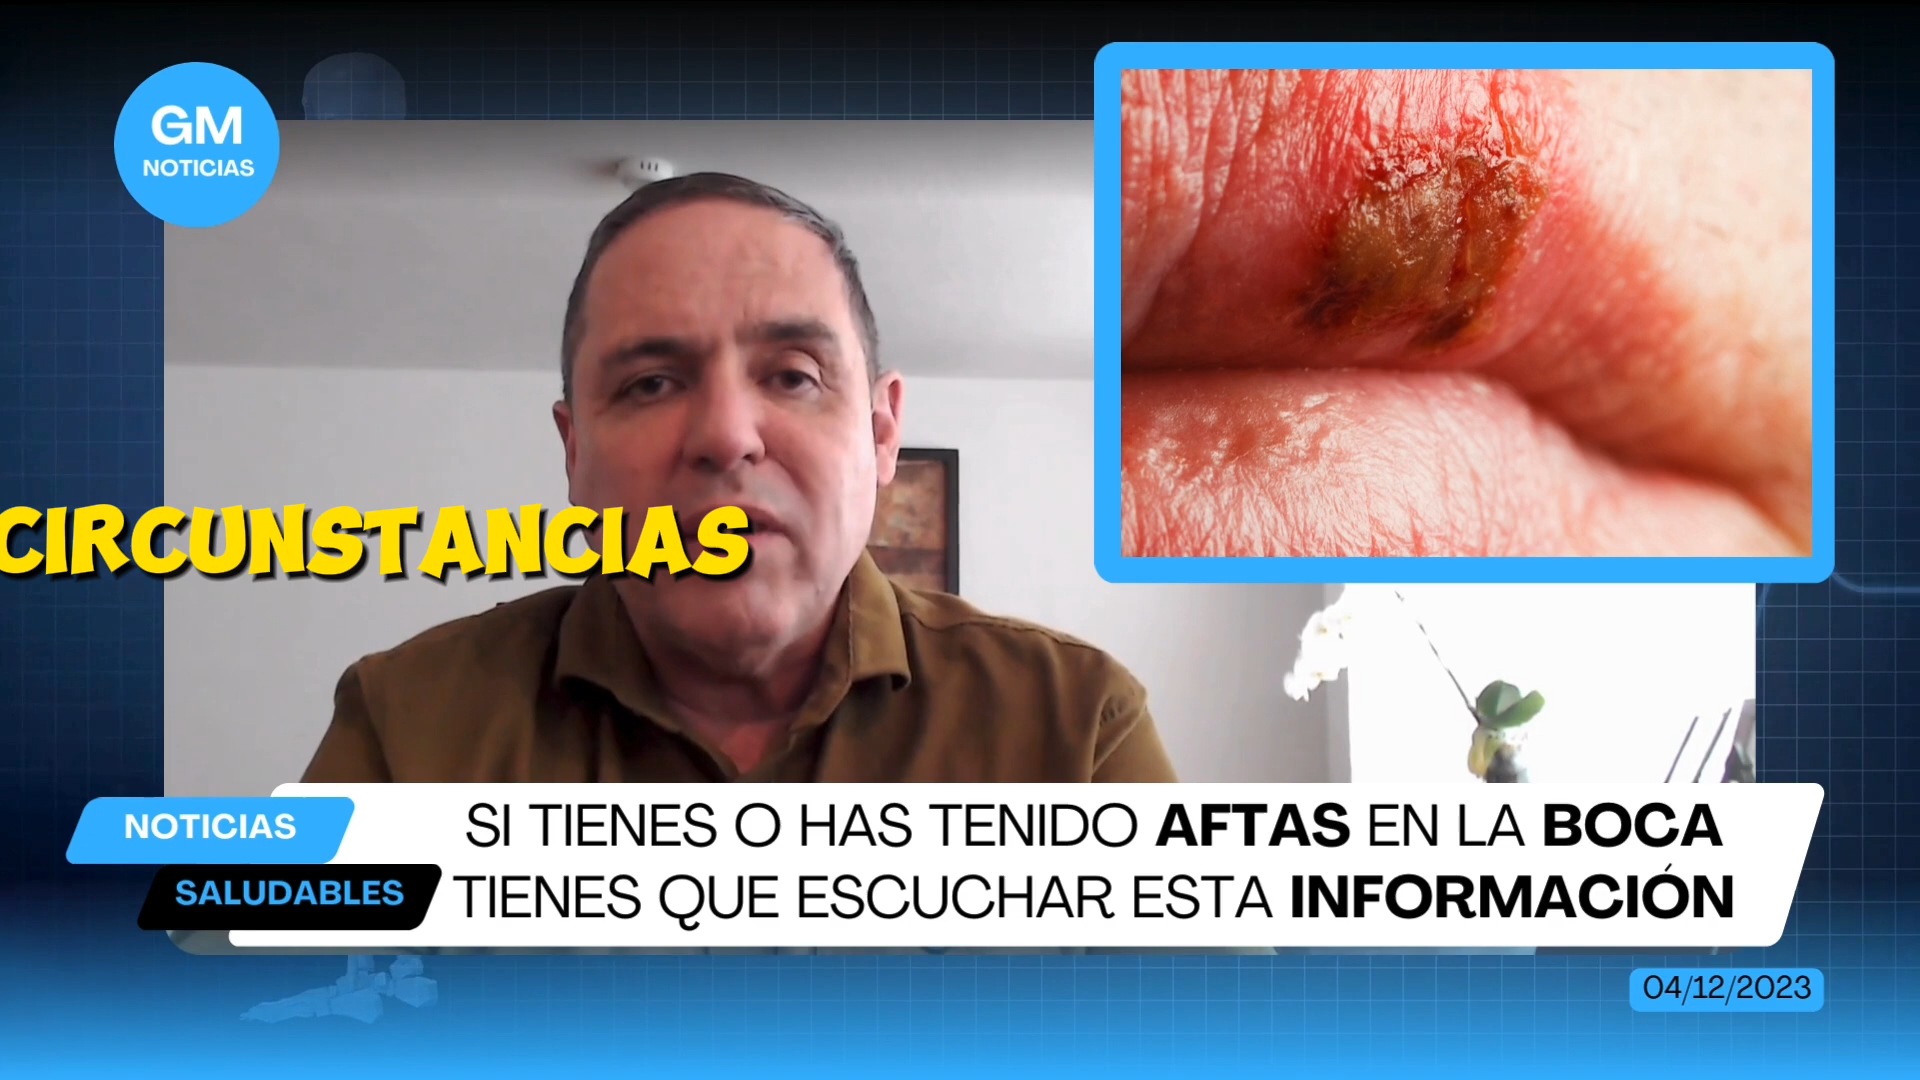 GM
NOTICIAS
CIRCUNSTANCIAS
NOTICIAS
SALUDABLES
SI TIENES O HAS TENIDO AFTAS EN LA BOCA
TIENES QUE ESCUCHAR ESTA INFORMACIÓN
04/12/2023